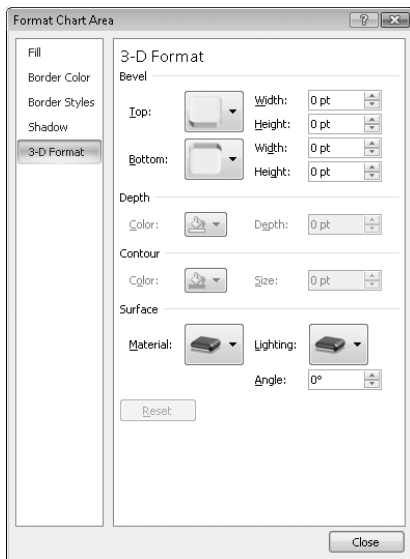 Format Chart Area
Fill
Border Color
Border Styles
Shadow
3-D Format
3-D Format
Bevel
Top:
Width: 0 pt
Height: 0 pt
Bottom:
Width: 0 pt
Height: 0 pt
Depth
Color:
Depth: 0 pt
Contour
Color:
Size: 0 pt
Surface
Material:
Lighting:
Angle: 0°
Reset
Close